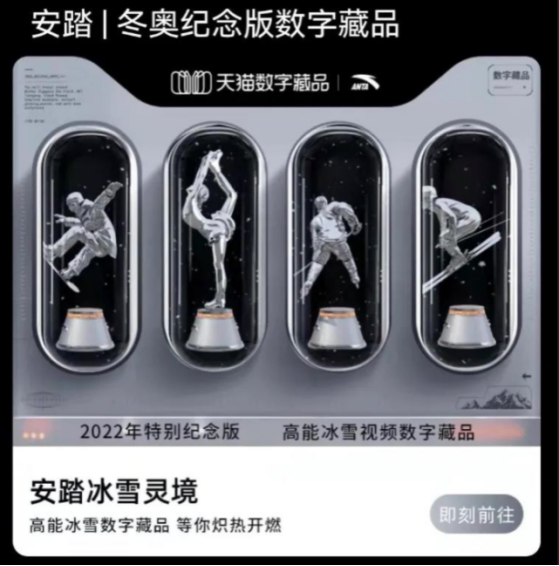 安踏 | 冬奥纪念版数字藏品
天猫数字藏品 | ANTA
数字藏品
2022年特别纪念版 高能冰雪视频数字藏品
安踏冰雪灵境
高能冰雪数字藏品 等你炽热开燃
即刻前往